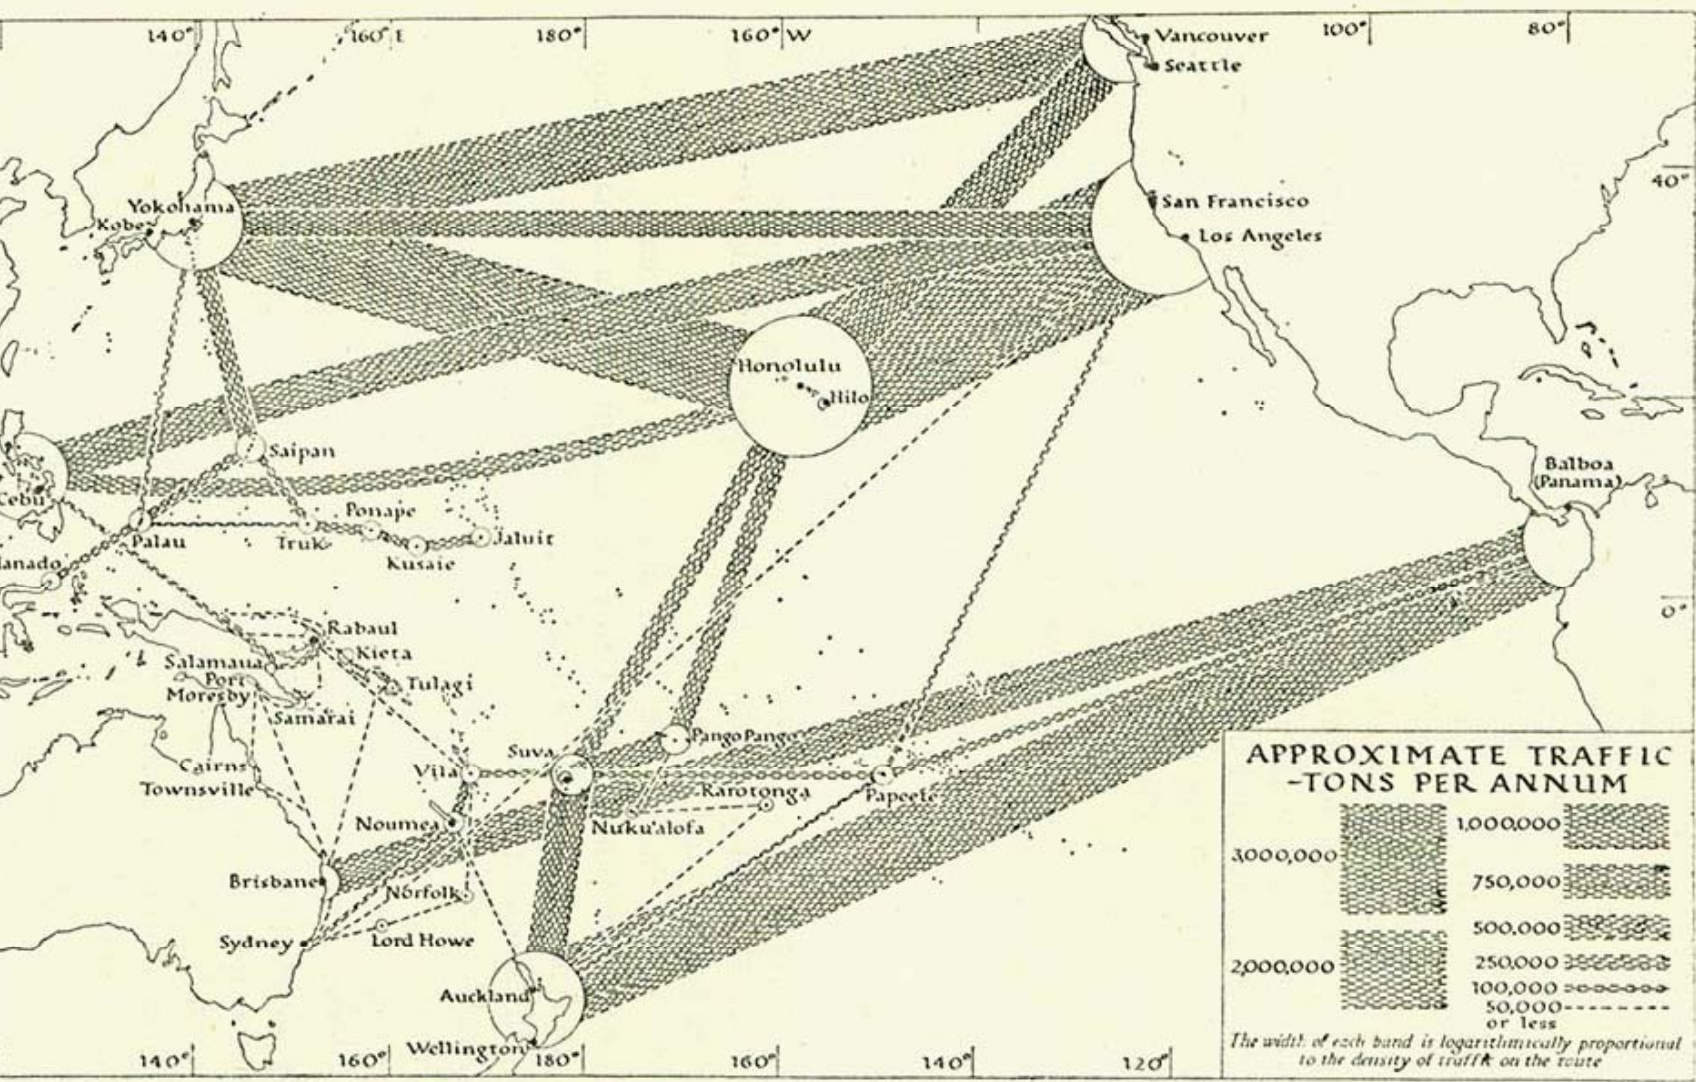 140°
160° E
180°
160° W
100°
80°
Vancouver
Seattle
40°
Yokohama
Kobe
San Francisco
Los Angeles
Honolulu
Hilo
Saipan
Cebu
Balboa
(Panama)
Ponape
Palau
Truk
Jaluit
Kusaie
anado
0°
Rabaul
Kieta
Salamaua
Port
Moresby
Tulagi
Samarai
Pango Pango
Suva
Vila
Cairns
Townsville
Rarotonga
Papeete
Noumea
Nuku'alofa
Brisbane
Norfolk
Sydney
Lord Howe
Auckland
Wellington
APPROXIMATE TRAFFIC
-TONS PER ANNUM
1,000,000
3,000,000
750,000
500,000
2,000,000
250,000
100,000
50,000
or less
The width of each band is logarithmically proportional
to the density of traffic on the route
140°
160°
180°
160°
140°
120°